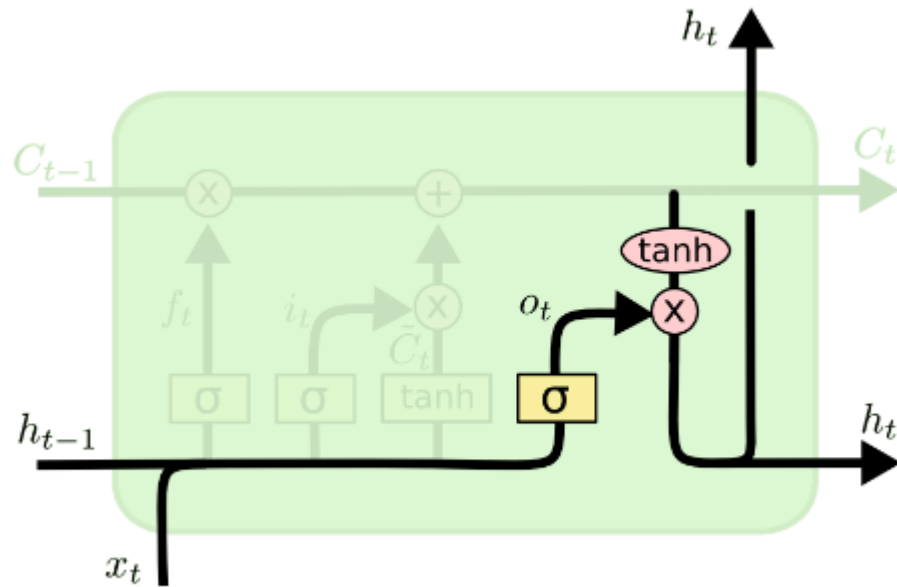 h_t
C_{t-1}
C_t
x
+
tanh
f_t
i_t
x
o_t
x
C̃_t
σ
σ
tanh
σ
h_{t-1}
h_t
x_t